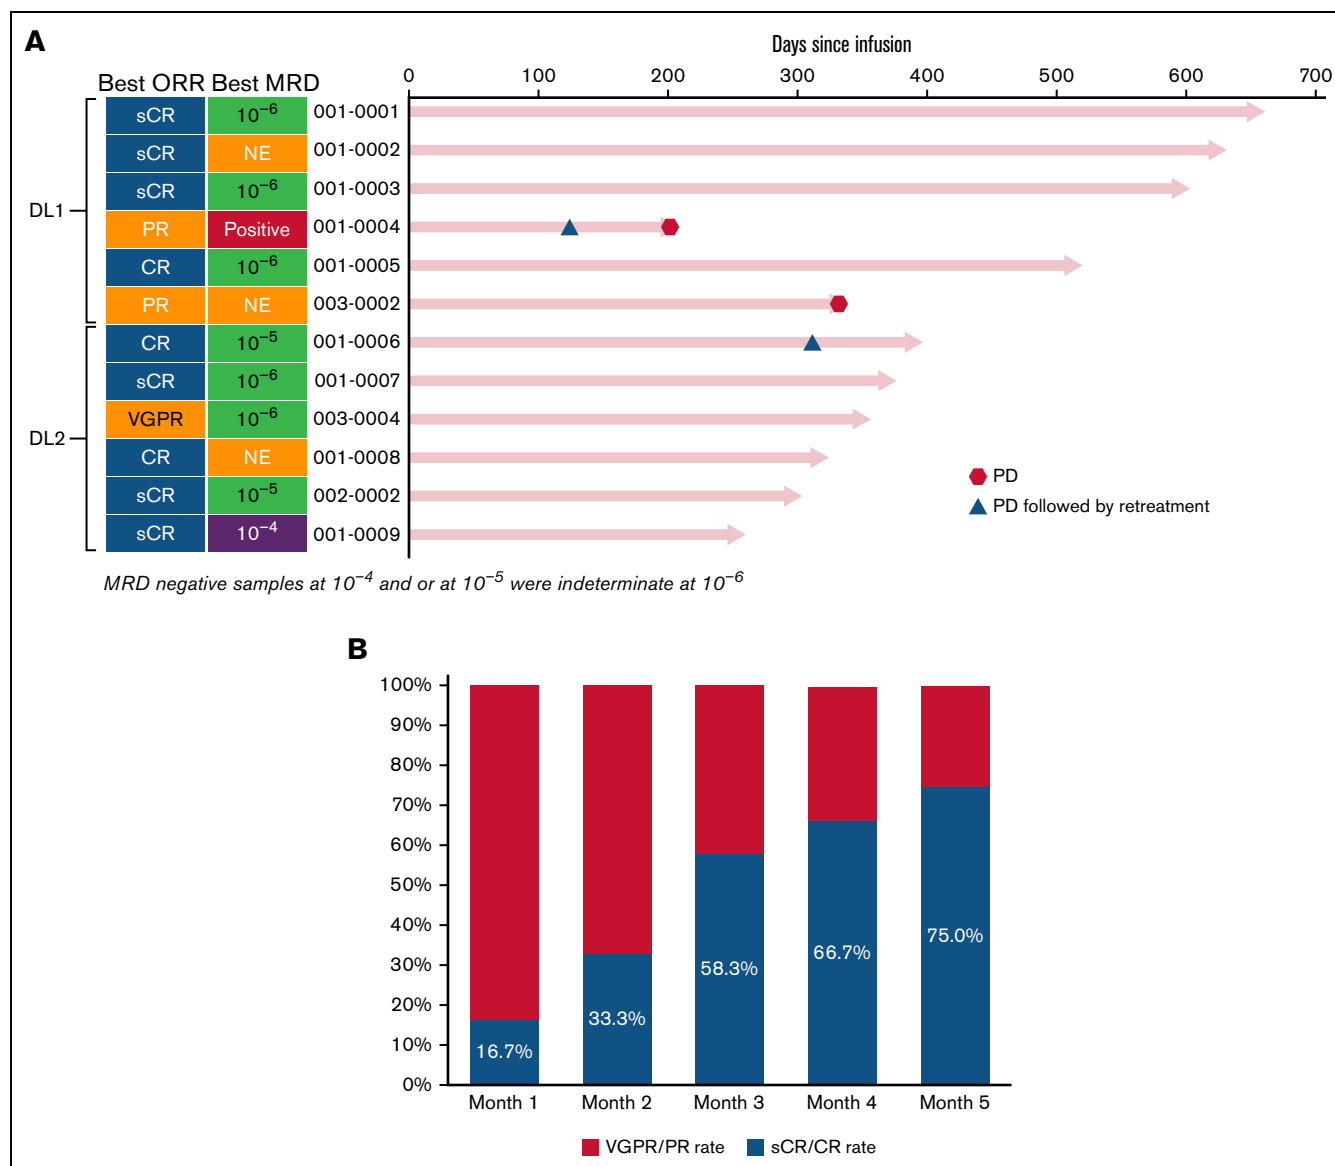 A
Days since infusion
Best ORR Best MRD
0 100 200 300 400 500 600 700
DL1
sCR 10⁻⁶ 001-0001
sCR NE 001-0002
sCR 10⁻⁶ 001-0003
PR Positive 001-0004
CR 10⁻⁶ 001-0005
PR NE 003-0002
DL2
CR 10⁻⁵ 001-0006
sCR 10⁻⁶ 001-0007
VGPR 10⁻⁶ 003-0004
CR NE 001-0008
sCR 10⁻⁵ 002-0002
sCR 10⁻⁴ 001-0009
PD
PD followed by retreatment
MRD negative samples at 10⁻⁴ and or at 10⁻⁵ were indeterminate at 10⁻⁶
B
100%
90%
80%
70%
60%
50%
40%
30%
20%
10%
0%
16.7%
33.3%
58.3%
66.7%
75.0%
Month 1 Month 2 Month 3 Month 4 Month 5
VGPR/PR rate sCR/CR rate